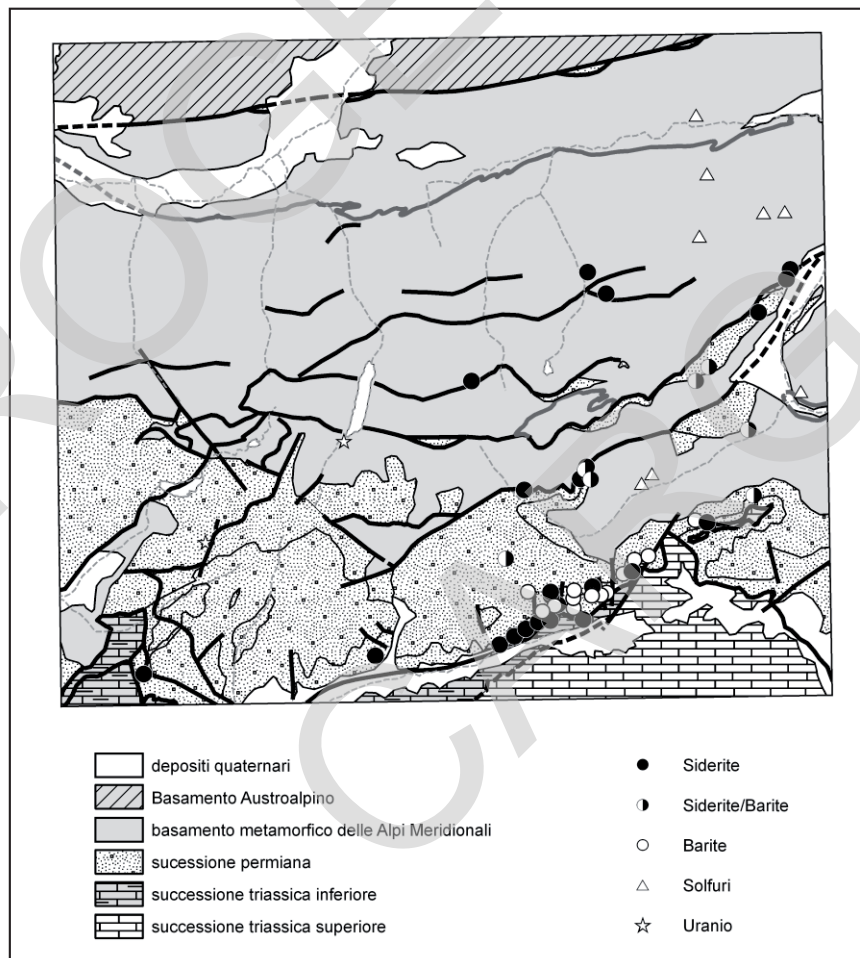 depositi quaternari
Basamento Austroalpino
basamento metamorfico delle Alpi Meridionali
sucessione permiana
successione triassica inferiore
successione triassica superiore
Siderite
Siderite/Barite
Barite
Solfuri
Uranio